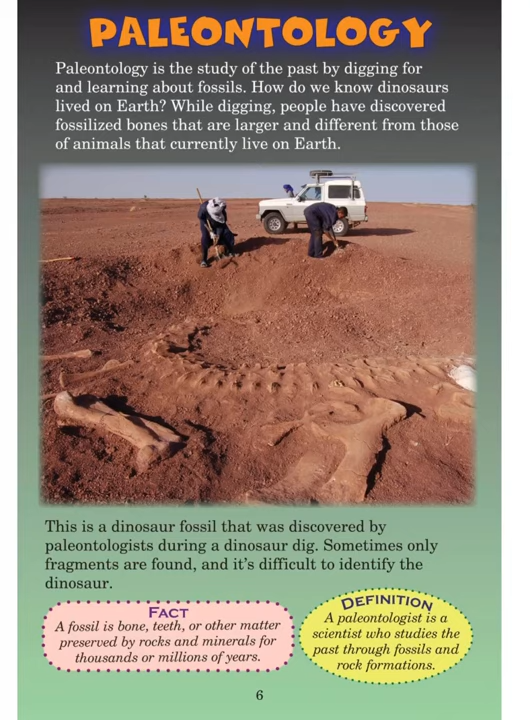 PALEONTOLOGY
Paleontology is the study of the past by digging for
and learning about fossils. How do we know dinosaurs
lived on Earth? While digging, people have discovered
fossilized bones that are larger and different from those
of animals that currently live on Earth.
This is a dinosaur fossil that was discovered by
paleontologists during a dinosaur dig. Sometimes only
fragments are found, and it's difficult to identify the
dinosaur.
FACT
A fossil is bone, teeth, or other matter
preserved by rocks and minerals for
thousands or millions of years.
DEFINITION
A paleontologist is a
scientist who studies the
past through fossils and
rock formations.
6